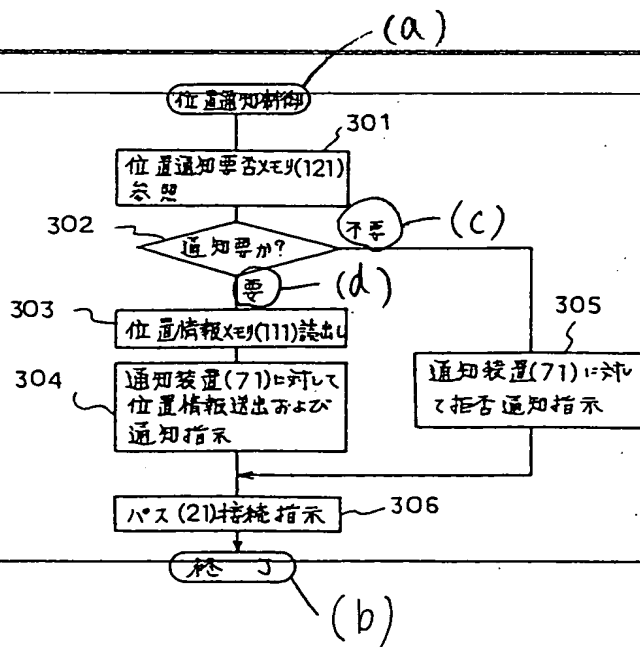 (a)
位置通知制御
301
位置通知要否メモリ(121)
参照
302
通知要か?
不要
(c)
要
(d)
303
位置情報メモリ(111)読出し
305
304
通知装置(71)に対して
位置情報送出および
通知指示
通知装置(71)に対し
て拒否通知指示
パス(21)接続指示
306
終了
(b)